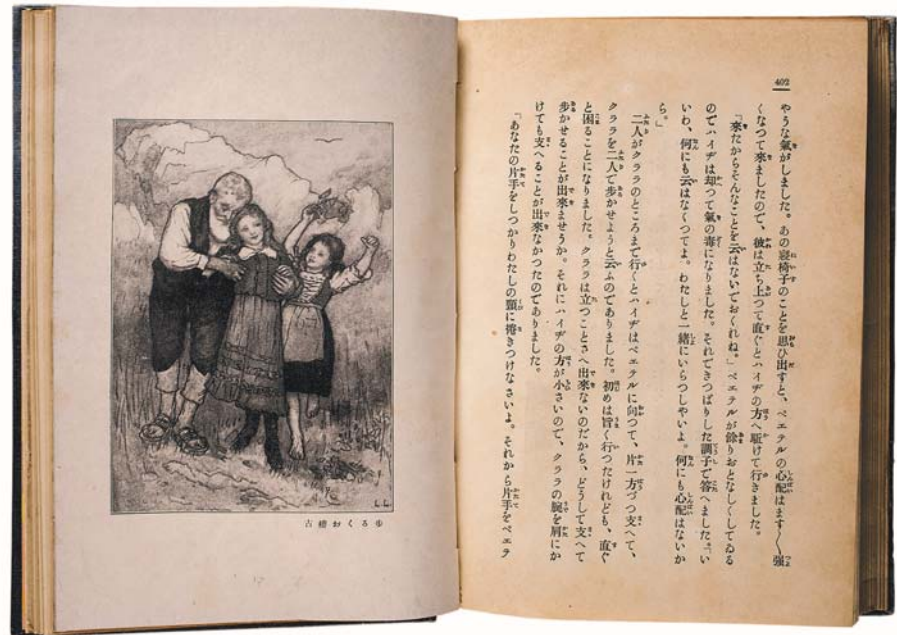 402
やうな氣がしました。あの寢椅子のことを思ひ出すと、ペエテルの心配はます〱强
くなつて來ましたので、彼は立ち上つて直ぐとハイヂの方へ駈けて行きました。
「來たからそんなことを云はないでおくれね。」ペエテルが餘りおとなしくしてゐる
のでハイヂは却つて氣の毒になりました。それできつぱりした調子で答へました。「い
いわ、何にも云はなくつてよ。わたしと一緒にいらつしやいよ。何にも心配はないか
ら。」
二人がクララのところまで行くとハイヂはペエテルに向つて、片一方づつ支へて、
クララを二人で歩かせようと云ふのでありました。初めは旨く行つたけれども、直ぐ
と困ることになりました。クララは立つことさへ出來ないのだから、どうして支へて
歩かせることが出來ませうか。それにハイヂの方が小さいので、クララの腕を肩にか
けても支へることが出來なかつたのでありました。
「あなたの片手をしつかりわたしの頸に捲きつけなさいよ。それから片手をペエテ
L.L.
歩るくお稽古